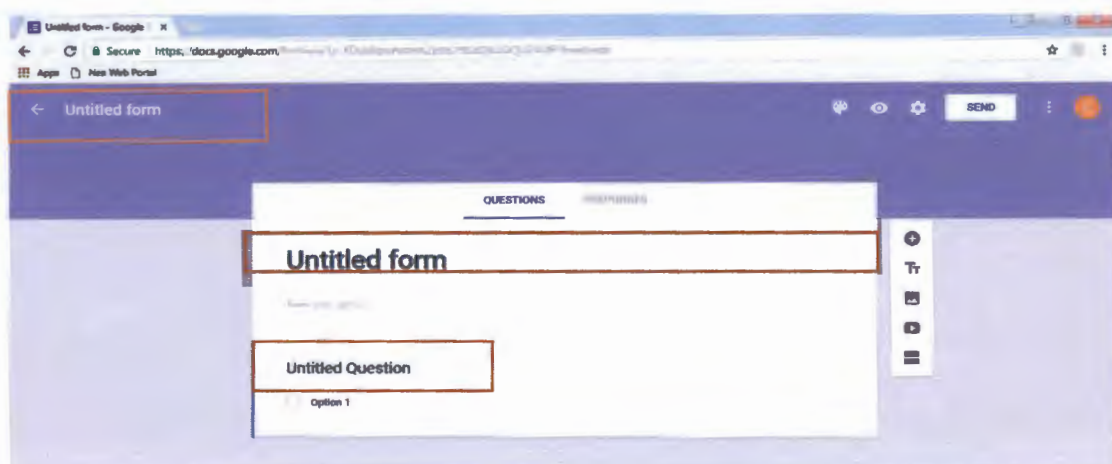 Untitled form - Google
Secure https, 'docs.google.com,
Apps New Web Portal
Untitled form
SEND
QUESTIONS
Untitled form
Untitled Question
Option 1